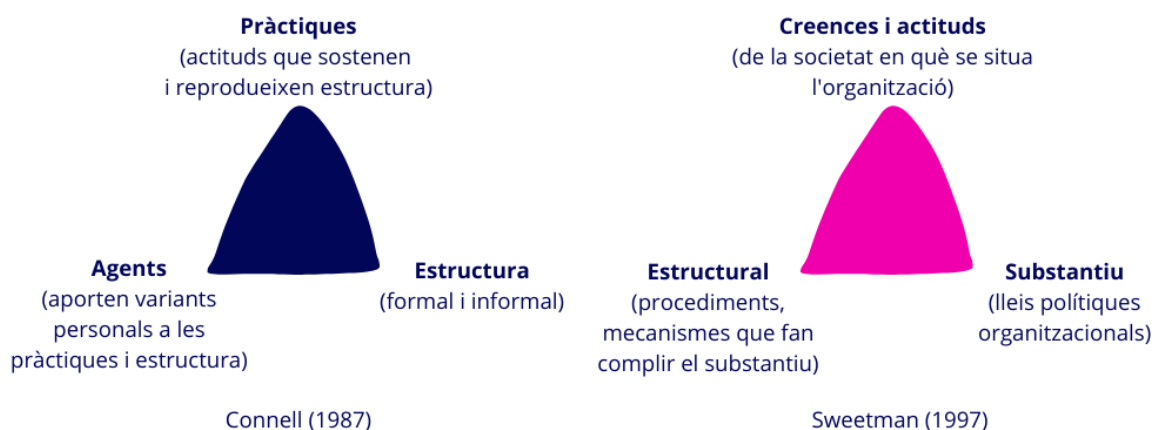 Pràctiques
(actituds que sostenen
i reprodueixen estructura)
Agents
(aporten variants
personals a les
pràctiques i estructura)
Estructura
(formal i informal)
Connell (1987)
Creences i actituds
(de la societat en què se situa
l'organització)
Estructural
(procediments,
mecanismes que fan
complir el substantiu)
Substantiu
(lleis polítiques
organitzacionals)
Sweetman (1997)